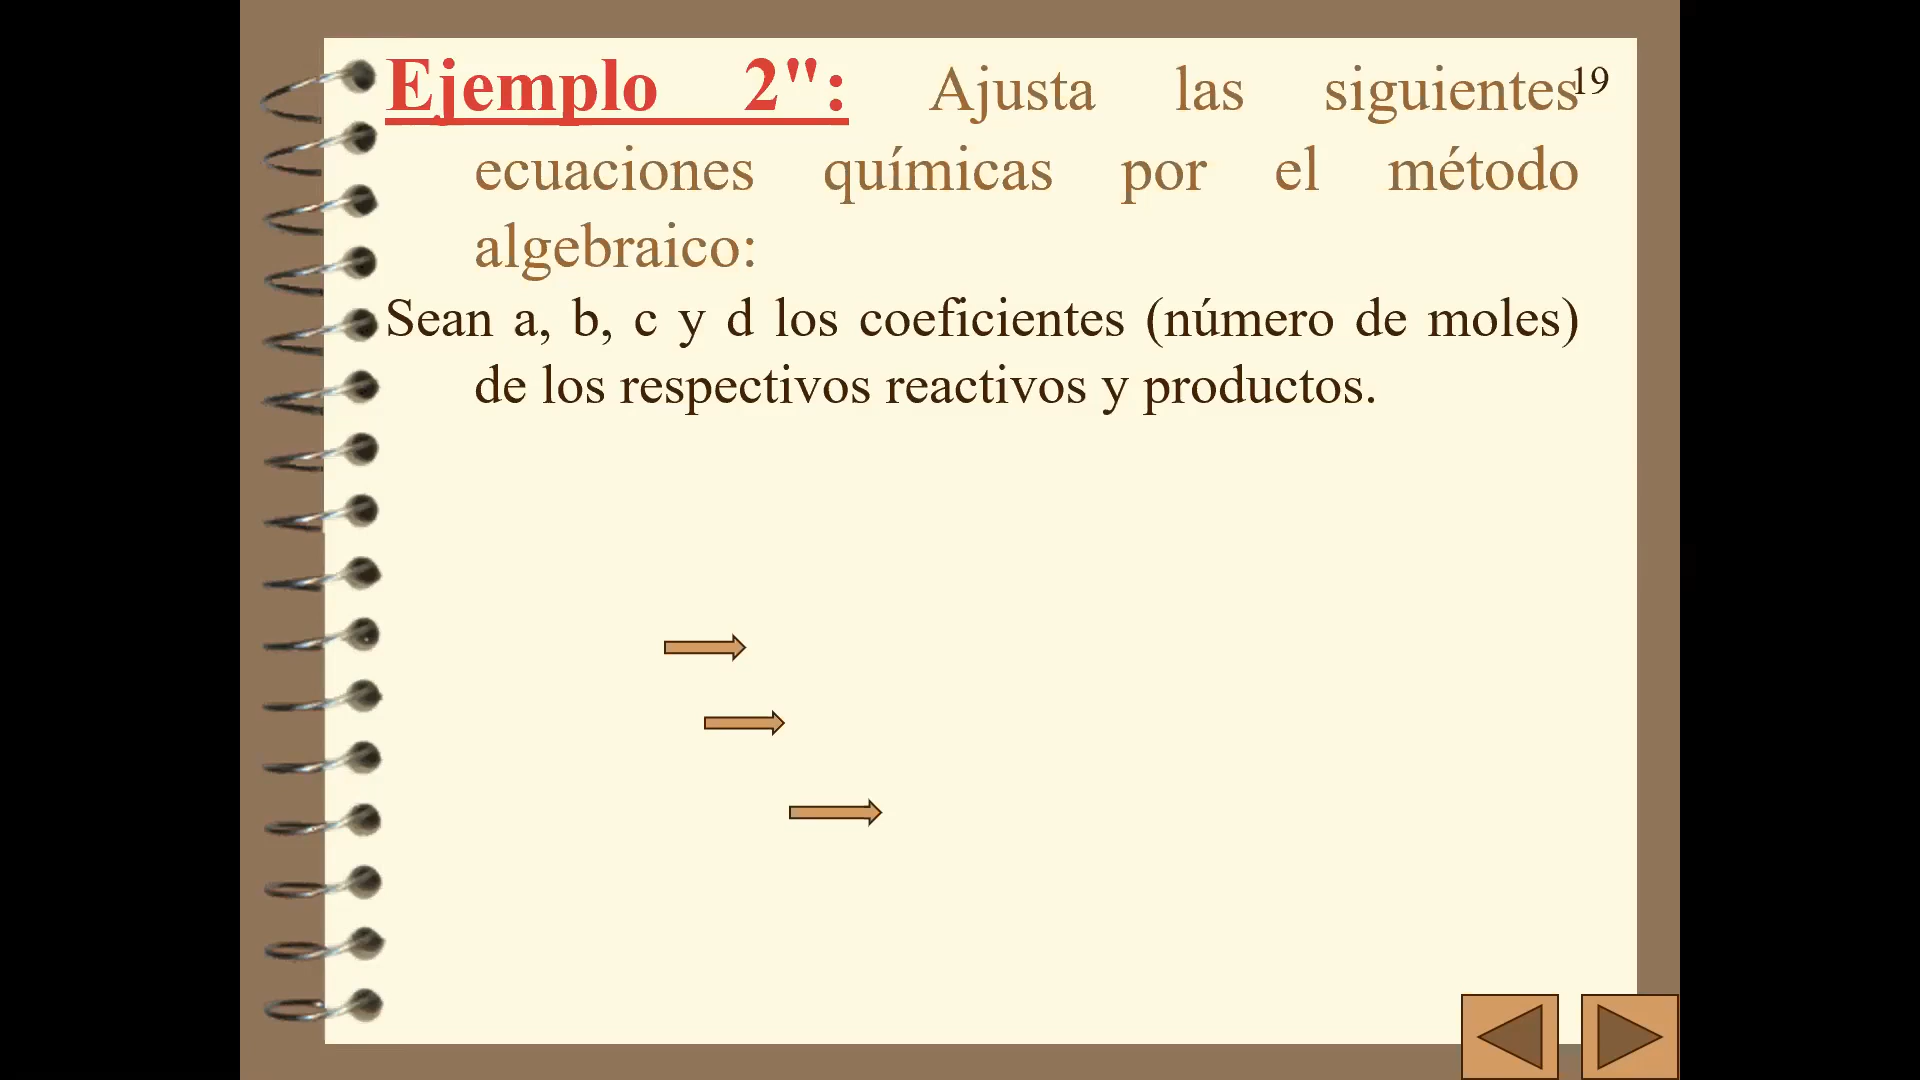 Ejemplo 2": Ajusta las siguientes
19
ecuaciones químicas por el método
algebraico:
Sean a, b, c y d los coeficientes (número de moles)
de los respectivos reactivos y productos.